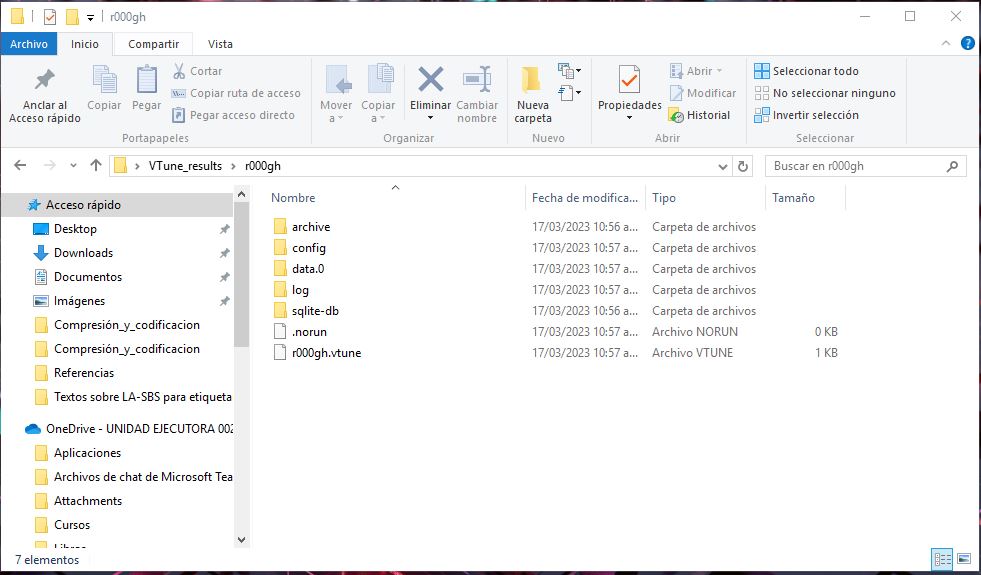 r000gh
Archivo Inicio Compartir Vista
Anclar al Acceso rápido
Copiar
Pegar
Cortar
Copiar ruta de acceso
Pegar acceso directo
Portapapeles
Mover a
Copiar a
Eliminar
Cambiar nombre
Organizar
Nueva carpeta
Nuevo
Propiedades
Abrir
Modificar
Historial
Abrir
Seleccionar todo
No seleccionar ninguno
Invertir selección
Seleccionar
VTune_results > r000gh
Buscar en r000gh
Acceso rápido
Desktop
Downloads
Documentos
Imágenes
Compresión_y_codificacion
Compresión_y_codificacion
Referencias
Textos sobre LA-SBS para etiqueta
OneDrive - UNIDAD EJECUTORA 002
Aplicaciones
Archivos de chat de Microsoft Tea
Attachments
Cursos
Nombre Fecha de modifica... Tipo Tamaño
archive 17/03/2023 10:56 a... Carpeta de archivos
config 17/03/2023 10:57 a... Carpeta de archivos
data.0 17/03/2023 10:57 a... Carpeta de archivos
log 17/03/2023 10:57 a... Carpeta de archivos
sqlite-db 17/03/2023 10:56 a... Carpeta de archivos
.norun 17/03/2023 10:57 a... Archivo NORUN 0 KB
r000gh.vtune 17/03/2023 10:57 a... Archivo VTUNE 1 KB
7 elementos